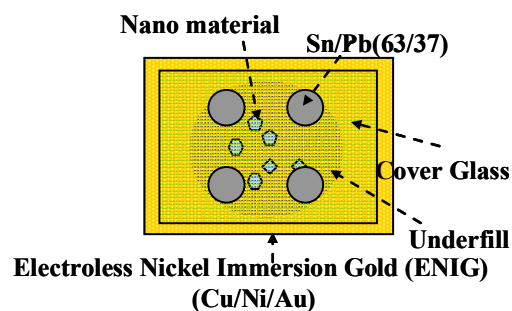 Nano material
Sn/Pb(63/37)
Cover Glass
Underfill
Electroless Nickel Immersion Gold (ENIG)
(Cu/Ni/Au)